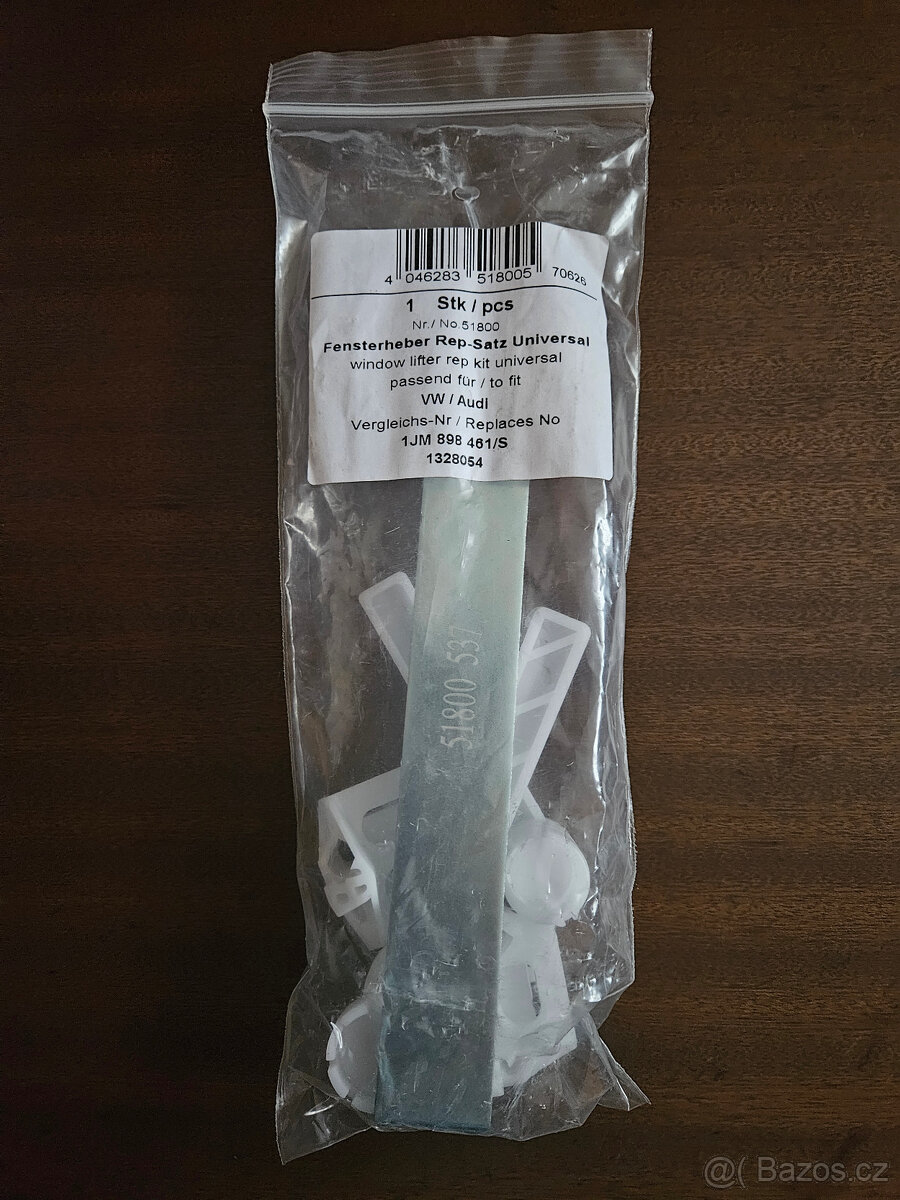 4 046283 518005 70626
1 Stk / pcs
Nr./ No.51800
Fensterheber Rep-Satz Universal
window lifter rep kit universal
passend für / to fit
VW / Audi
Vergleichs-Nr / Replaces No
1JM 898 461/S
1328054
51800 537
@( Bazos.cz